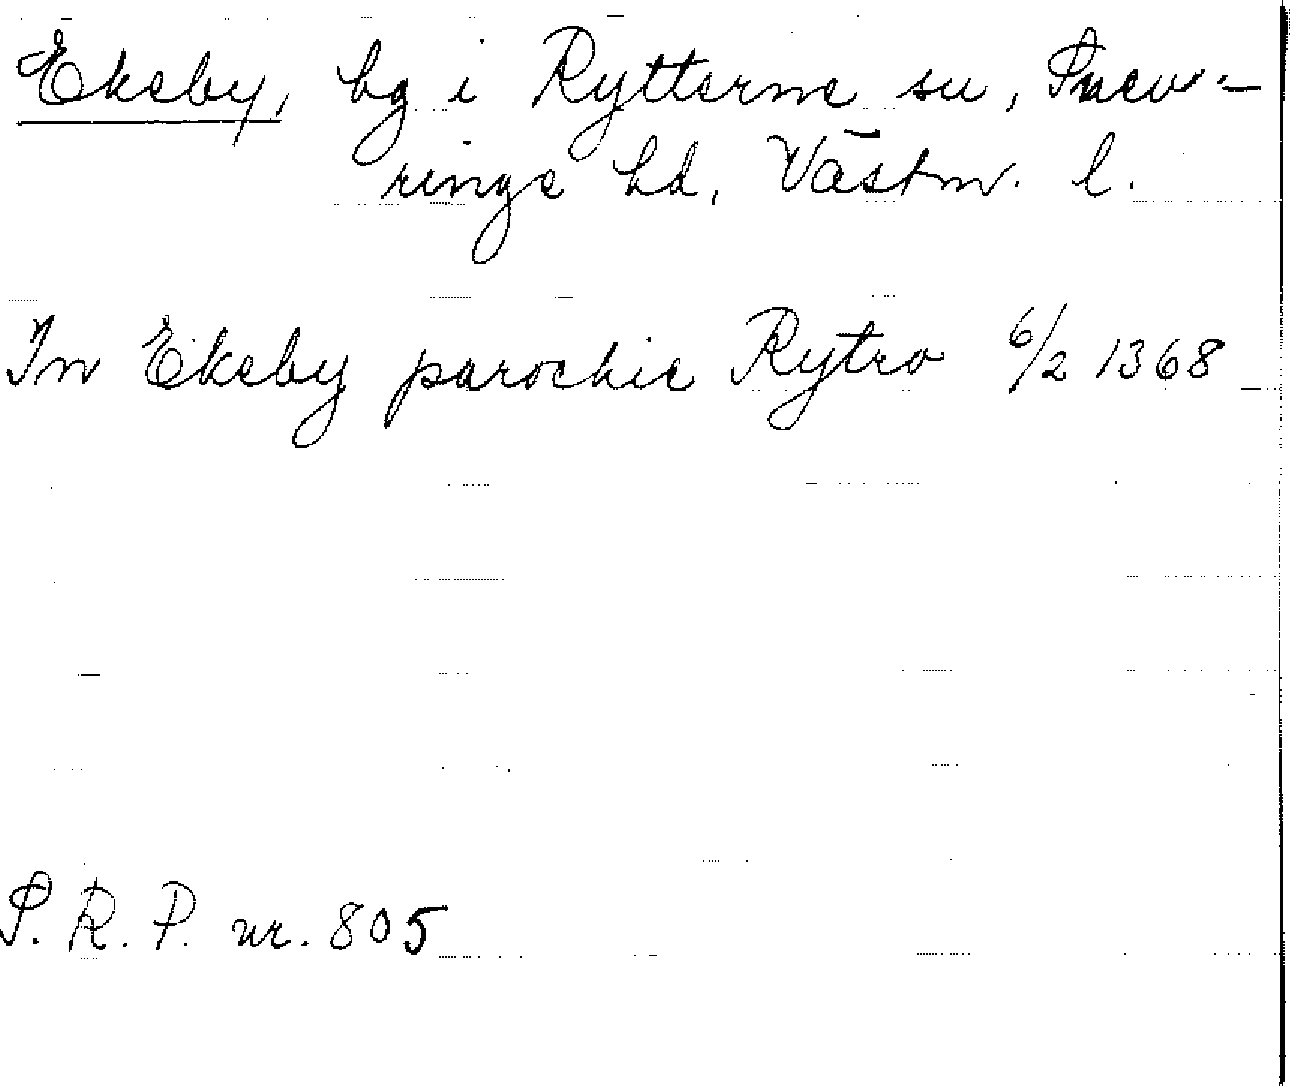 Ekeby, by i Rytterne sn, Snev-
ringe hd, Västm. l.
In Ekeby parochie Rytro 6/2 1368
S. R. P. nr. 805